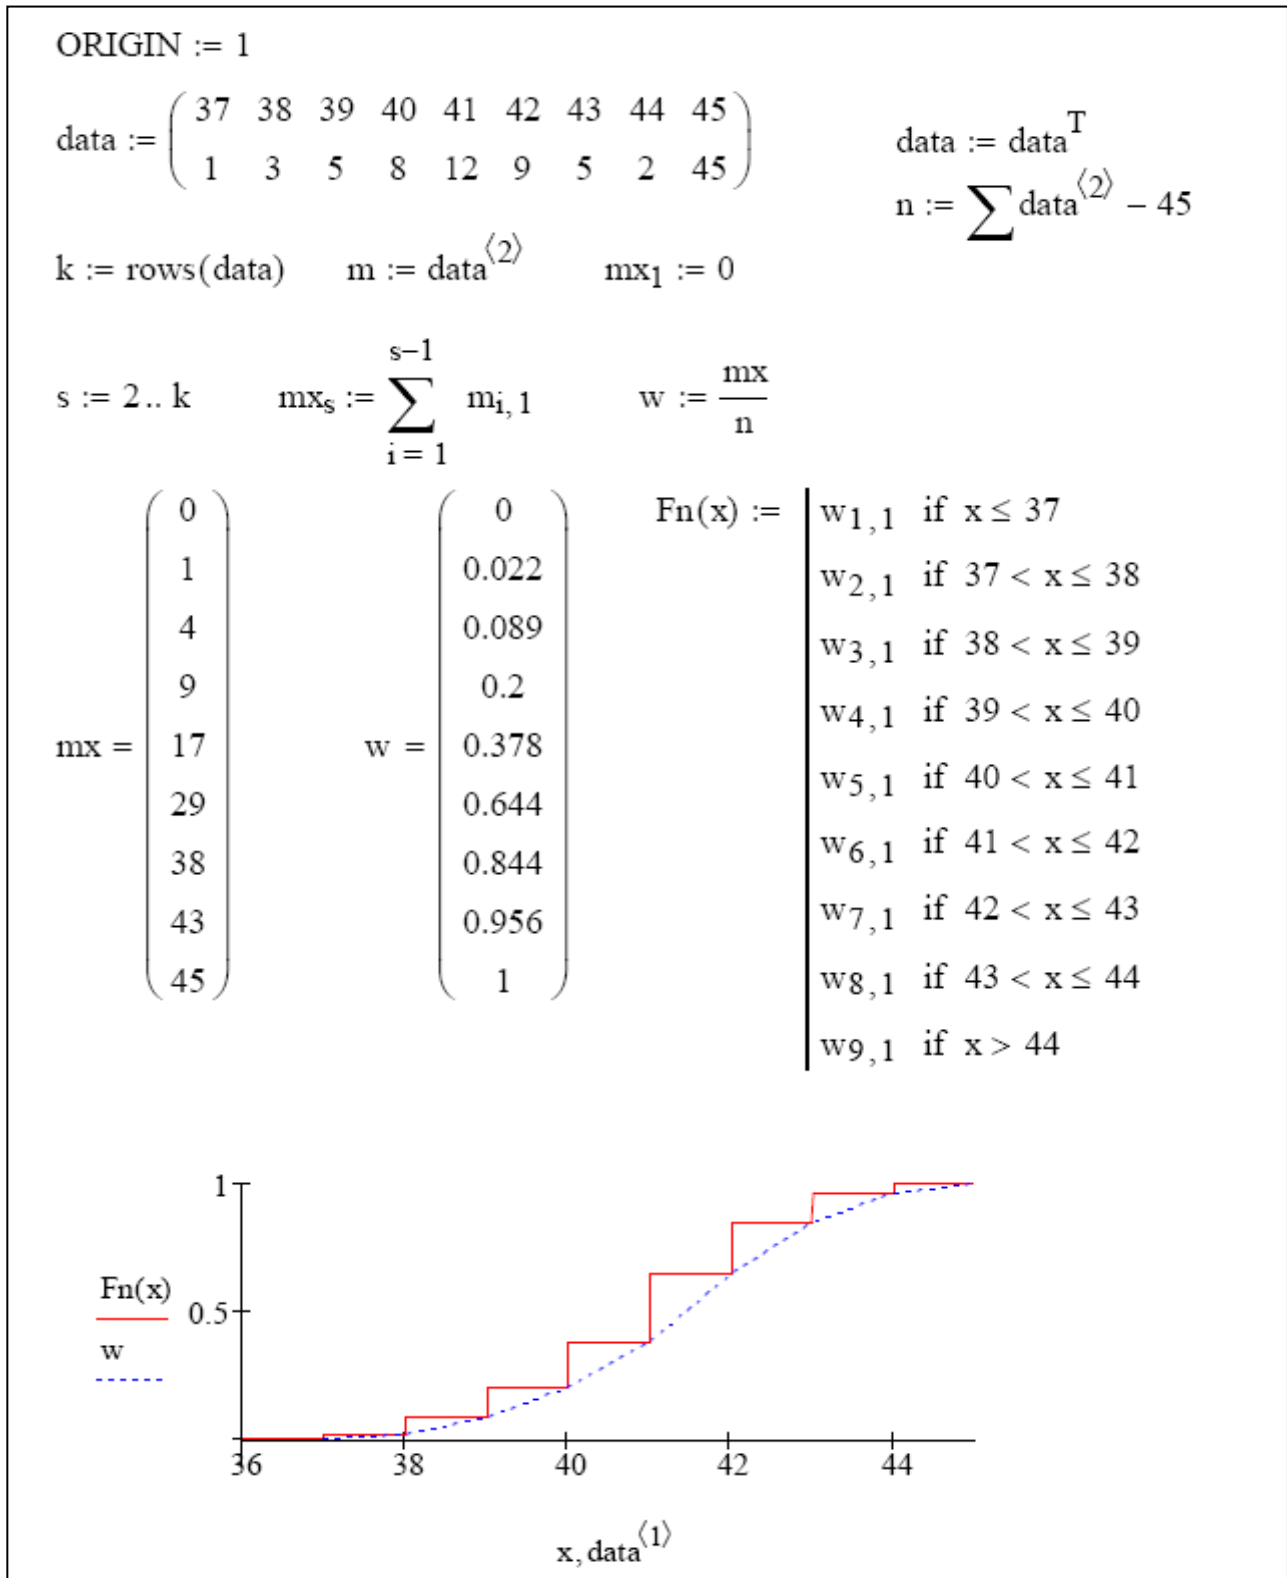 ORIGIN := 1
data := ( 37 38 39 40 41 42 43 44 45
1 3 5 8 12 9 5 2 45 )
data := data^T
n := ∑ data^⟨2⟩ − 45
k := rows(data) m := data^⟨2⟩ mx_1 := 0
s := 2 .. k mx_s := ∑_{i = 1}^{s−1} m_{i, 1} w := mx/n
mx = ( 0
1
4
9
17
29
38
43
45 )
w = ( 0
0.022
0.089
0.2
0.378
0.644
0.844
0.956
1 )
Fn(x) := | w_{1,1} if x ≤ 37
w_{2,1} if 37 < x ≤ 38
w_{3,1} if 38 < x ≤ 39
w_{4,1} if 39 < x ≤ 40
w_{5,1} if 40 < x ≤ 41
w_{6,1} if 41 < x ≤ 42
w_{7,1} if 42 < x ≤ 43
w_{8,1} if 43 < x ≤ 44
w_{9,1} if x > 44
1
0.5
Fn(x)
w
36 38 40 42 44
x, data^⟨1⟩